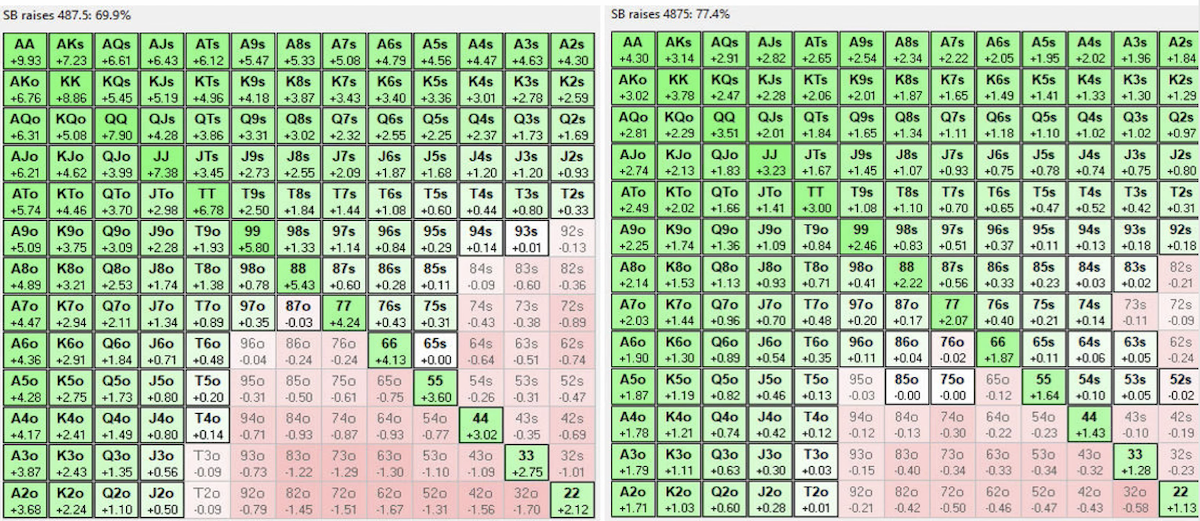 SB raises 487.5: 69.9%
AA AKs AQs AJs ATs A9s A8s A7s A6s A5s A4s A3s A2s
+9.93 +7.23 +6.61 +6.43 +6.12 +5.47 +5.33 +5.08 +4.79 +4.56 +4.47 +4.63 +4.30
AKo KK KQs KJs KTs K9s K8s K7s K6s K5s K4s K3s K2s
+6.76 +8.86 +5.45 +5.19 +4.96 +4.18 +3.87 +3.43 +3.40 +3.36 +3.01 +2.78 +2.59
AQo KQo QQ QJs QTs Q9s Q8s Q7s Q6s Q5s Q4s Q3s Q2s
+6.31 +5.08 +7.90 +4.28 +3.86 +3.31 +3.02 +2.32 +2.55 +2.25 +2.37 +1.73 +1.69
AJo KJo QJo JJ JTs J9s J8s J7s J6s J5s J4s J3s J2s
+6.21 +4.62 +3.99 +7.38 +3.45 +2.73 +2.55 +2.09 +1.87 +1.68 +1.20 +1.20 +0.93
ATo KTo QTo JTo TT T9s T8s T7s T6s T5s T4s T3s T2s
+5.74 +4.46 +3.70 +2.98 +6.78 +2.50 +1.84 +1.44 +1.08 +0.60 +0.44 +0.80 +0.33
A9o K9o Q9o J9o T9o 99 98s 97s 96s 95s 94s 93s 92s
+5.09 +3.75 +3.09 +2.28 +1.93 +5.80 +1.33 +1.14 +0.84 +0.29 +0.14 +0.01 -0.13
A8o K8o Q8o J8o T8o 98o 88 87s 86s 85s 84s 83s 82s
+4.89 +3.21 +2.53 +1.74 +1.38 +0.78 +5.43 +0.60 +0.28 +0.11 -0.09 -0.60 -0.36
A7o K7o Q7o J7o T7o 97o 87o 77 76s 75s 74s 73s 72s
+4.47 +2.94 +2.11 +1.34 +0.89 +0.35 -0.03 +4.24 +0.43 +0.31 -0.43 -0.38 -0.89
A6o K6o Q6o J6o T6o 96o 86o 76o 66 65s 64s 63s 62s
+4.36 +2.91 +1.84 +0.71 +0.48 -0.04 -0.24 -0.24 +4.13 +0.00 -0.64 -0.51 -0.74
A5o K5o Q5o J5o T5o 95o 85o 75o 65o 55 54s 53s 52s
+4.28 +2.75 +1.73 +0.80 +0.20 -0.31 -0.50 -0.61 -0.75 +3.60 -0.26 -0.31 -0.47
A4o K4o Q4o J4o T4o 94o 84o 74o 64o 54o 44 43s 42s
+4.17 +2.41 +1.49 +0.80 +0.14 -0.71 -0.93 -0.87 -0.93 -0.77 +3.02 -0.35 -0.69
A3o K3o Q3o J3o T3o 93o 83o 73o 63o 53o 43o 33 32s
+3.87 +2.43 +1.35 +0.56 -0.09 -0.73 -1.22 -1.29 -1.30 -1.10 -1.09 +2.75 -1.01
A2o K2o Q2o J2o T2o 92o 82o 72o 62o 52o 42o 32o 22
+3.68 +2.24 +1.10 +0.50 -0.09 -0.79 -1.45 -1.51 -1.67 -1.31 -1.56 -1.70 +2.12
SB raises 4875: 77.4%
AA AKs AQs AJs ATs A9s A8s A7s A6s A5s A4s A3s A2s
+4.30 +3.14 +2.91 +2.82 +2.65 +2.54 +2.34 +2.22 +2.05 +1.95 +2.02 +1.96 +1.84
AKo KK KQs KJs KTs K9s K8s K7s K6s K5s K4s K3s K2s
+3.02 +3.78 +2.47 +2.28 +2.06 +2.01 +1.87 +1.65 +1.49 +1.41 +1.33 +1.30 +1.29
AQo KQo QQ QJs QTs Q9s Q8s Q7s Q6s Q5s Q4s Q3s Q2s
+2.81 +2.29 +3.51 +2.01 +1.84 +1.65 +1.34 +1.11 +1.18 +1.10 +1.02 +1.02 +0.97
AJo KJo QJo JJ JTs J9s J8s J7s J6s J5s J4s J3s J2s
+2.74 +2.13 +1.83 +3.23 +1.67 +1.45 +1.07 +0.93 +0.75 +0.78 +0.74 +0.75 +0.80
ATo KTo QTo JTo TT T9s T8s T7s T6s T5s T4s T3s T2s
+2.49 +2.02 +1.66 +1.41 +3.00 +1.08 +1.10 +0.70 +0.65 +0.47 +0.52 +0.42 +0.31
A9o K9o Q9o J9o T9o 99 98s 97s 96s 95s 94s 93s 92s
+2.25 +1.74 +1.36 +1.09 +0.84 +2.46 +0.83 +0.51 +0.37 +0.11 +0.13 +0.18 +0.18
A8o K8o Q8o J8o T8o 98o 88 87s 86s 85s 84s 83s 82s
+2.14 +1.53 +1.13 +0.93 +0.71 +0.41 +2.22 +0.56 +0.33 +0.23 +0.03 +0.02 -0.21
A7o K7o Q7o J7o T7o 97o 87o 77 76s 75s 74s 73s 72s
+2.03 +1.44 +0.96 +0.70 +0.48 +0.20 +0.17 +2.07 +0.40 +0.21 +0.14 -0.11 -0.09
A6o K6o Q6o J6o T6o 96o 86o 76o 66 65s 64s 63s 62s
+1.90 +1.30 +0.89 +0.54 +0.35 +0.11 +0.04 -0.02 +1.87 +0.11 +0.06 +0.05 -0.24
A5o K5o Q5o J5o T5o 95o 85o 75o 65o 55 54s 53s 52s
+1.87 +1.19 +0.82 +0.46 +0.13 -0.03 -0.00 -0.00 -0.12 +1.64 +0.10 +0.05 -0.02
A4o K4o Q4o J4o T4o 94o 84o 74o 64o 54o 44 43s 42s
+1.78 +1.21 +0.74 +0.42 +0.12 -0.12 -0.13 -0.30 -0.22 -0.23 +1.43 -0.10 -0.19
A3o K3o Q3o J3o T3o 93o 83o 73o 63o 53o 43o 33 32s
+1.79 +1.11 +0.63 +0.30 +0.03 -0.15 -0.40 -0.34 -0.33 -0.34 -0.32 +1.28 -0.23
A2o K2o Q2o J2o T2o 92o 82o 72o 62o 52o 42o 32o 22
+1.71 +1.03 +0.60 +0.28 +0.01 -0.21 -0.42 -0.50 -0.46 -0.47 -0.43 -0.58 +1.13